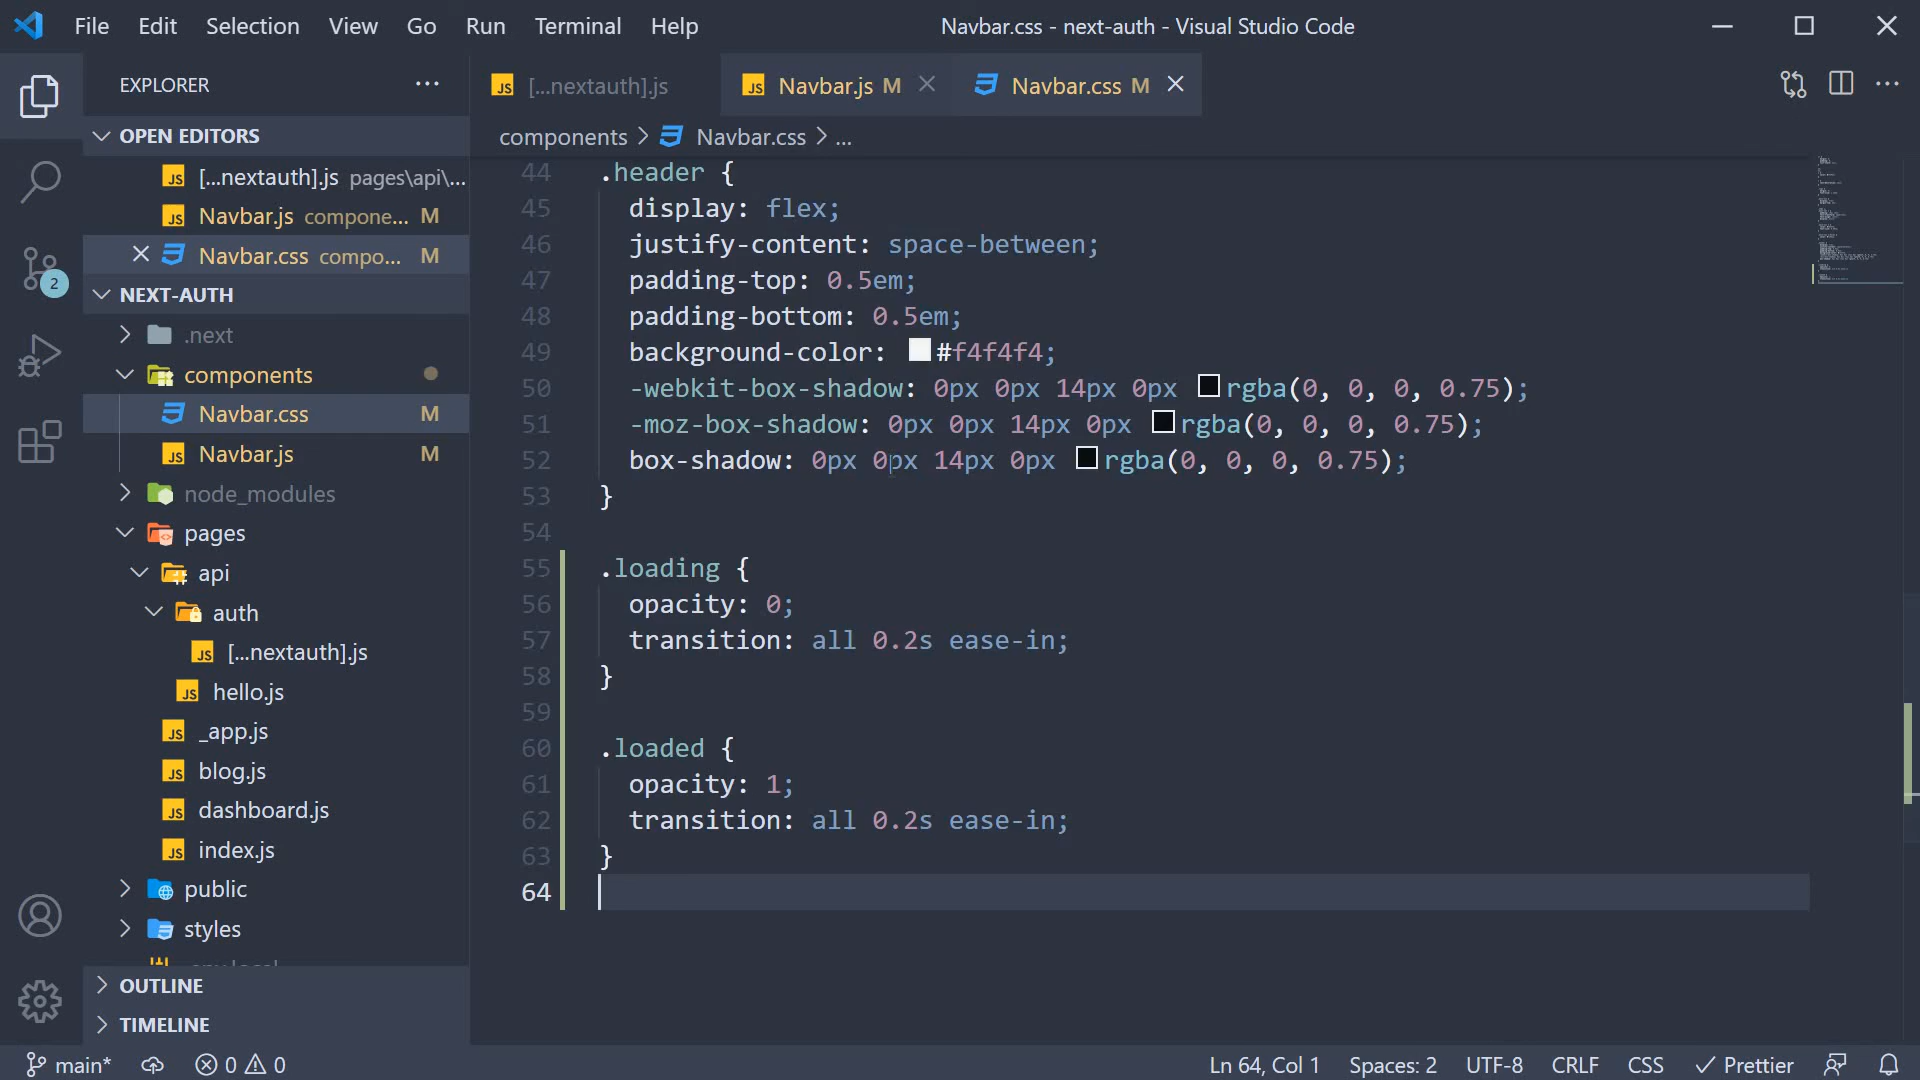 File Edit Selection View Go Run Terminal Help
Navbar.css - next-auth - Visual Studio Code
EXPLORER
[...nextauth].js
Navbar.js M
Navbar.css M
OPEN EDITORS
[...nextauth].js pages\api\...
Navbar.js compone... M
Navbar.css compo... M
NEXT-AUTH
.next
components
Navbar.css M
Navbar.js M
node_modules
pages
api
auth
[...nextauth].js
hello.js
_app.js
blog.js
dashboard.js
index.js
public
styles
OUTLINE
TIMELINE
2
components > Navbar.css > ...
44 .header {
45 display: flex;
46 justify-content: space-between;
47 padding-top: 0.5em;
48 padding-bottom: 0.5em;
49 background-color: #f4f4f4;
50 -webkit-box-shadow: 0px 0px 14px 0px rgba(0, 0, 0, 0.75);
51 -moz-box-shadow: 0px 0px 14px 0px rgba(0, 0, 0, 0.75);
52 box-shadow: 0px 0px 14px 0px rgba(0, 0, 0, 0.75);
53 }
54
55 .loading {
56 opacity: 0;
57 transition: all 0.2s ease-in;
58 }
59
60 .loaded {
61 opacity: 1;
62 transition: all 0.2s ease-in;
63 }
64
main* 0 0
Ln 64, Col 1 Spaces: 2 UTF-8 CRLF CSS Prettier